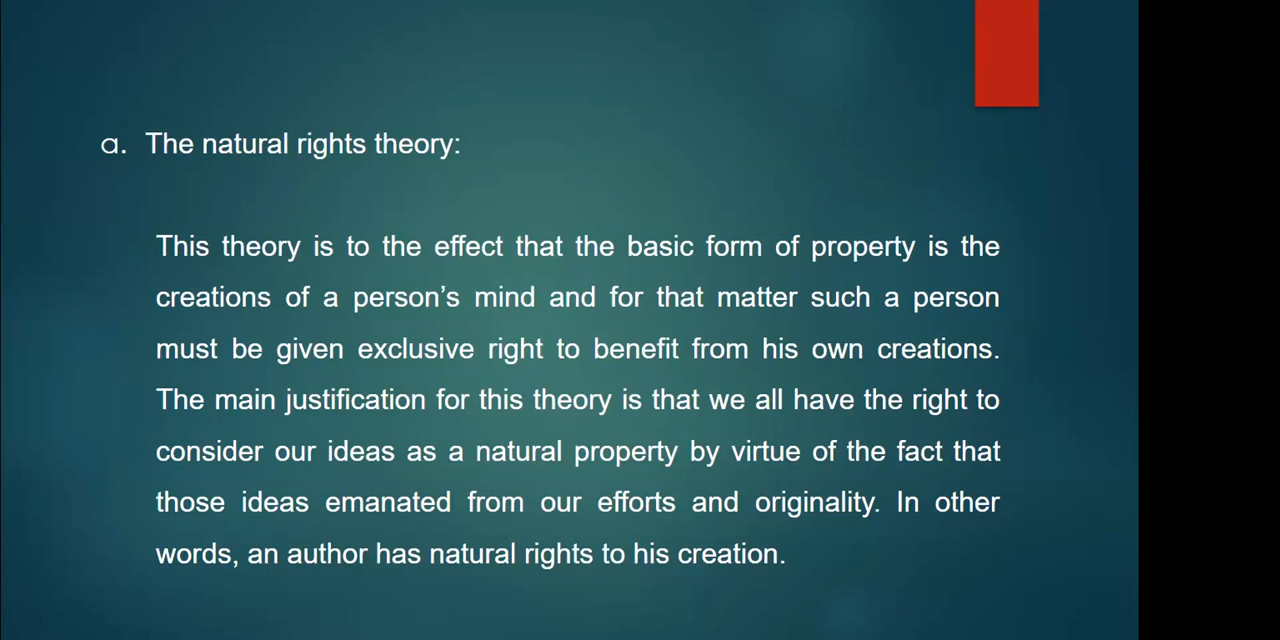 a. The natural rights theory:
This theory is to the effect that the basic form of property is the
creations of a person’s mind and for that matter such a person
must be given exclusive right to benefit from his own creations.
The main justification for this theory is that we all have the right to
consider our ideas as a natural property by virtue of the fact that
those ideas emanated from our efforts and originality. In other
words, an author has natural rights to his creation.